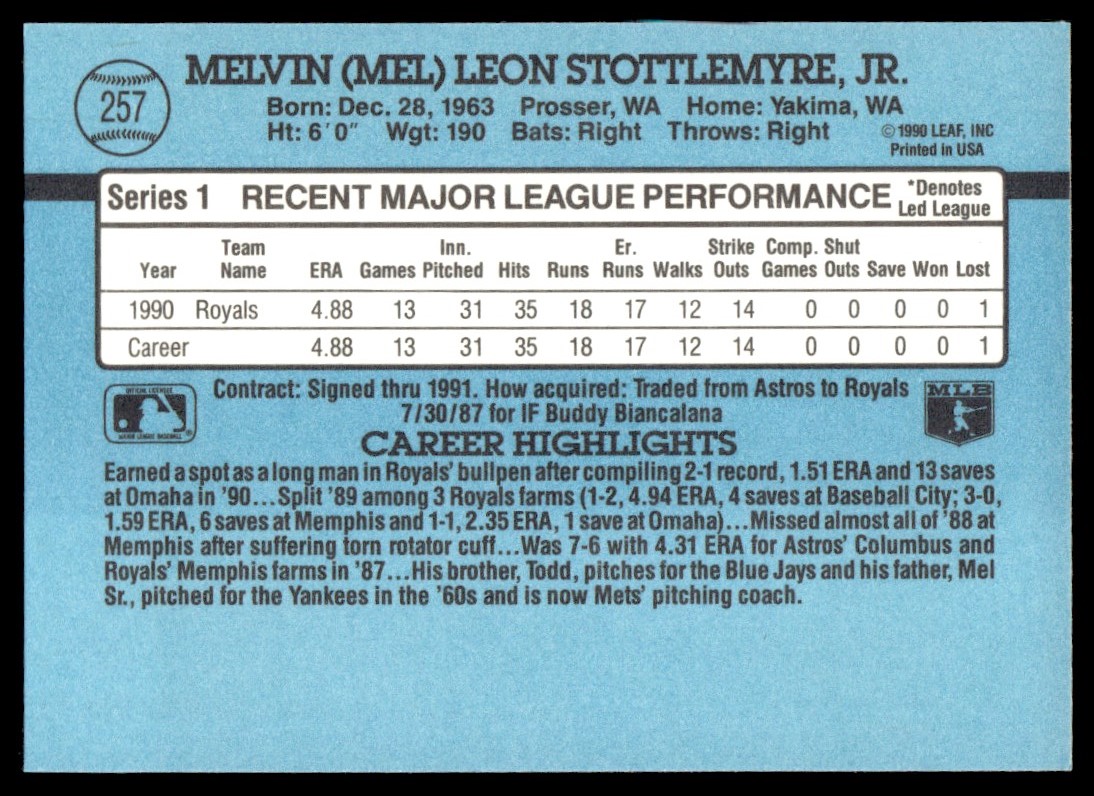 MELVIN (MEL) LEON STOTTLEMYRE, JR.
257
Born: Dec. 28, 1963 Prosser, WA Home: Yakima, WA
Ht: 6'0" Wgt: 190 Bats: Right Throws: Right
©1990 LEAF, INC
Printed in USA
Series 1 RECENT MAJOR LEAGUE PERFORMANCE
*Denotes
Led League
Team Inn. Er. Strike Comp. Shut
Year Name ERA Games Pitched Hits Runs Runs Walks Outs Games Outs Save Won Lost
1990 Royals 4.88 13 31 35 18 17 12 14 0 0 0 0 1
Career 4.88 13 31 35 18 17 12 14 0 0 0 0 1
OFFICIAL LICENSEE
MAJOR LEAGUE BASEBALL
Contract: Signed thru 1991. How acquired: Traded from Astros to Royals
7/30/87 for IF Buddy Biancalana
MLB
CAREER HIGHLIGHTS
Earned a spot as a long man in Royals' bullpen after compiling 2-1 record, 1.51 ERA and 13 saves
at Omaha in '90...Split '89 among 3 Royals farms (1-2, 4.94 ERA, 4 saves at Baseball City; 3-0,
1.59 ERA, 6 saves at Memphis and 1-1, 2.35 ERA, 1 save at Omaha)...Missed almost all of '88 at
Memphis after suffering torn rotator cuff...Was 7-6 with 4.31 ERA for Astros' Columbus and
Royals' Memphis farms in '87...His brother, Todd, pitches for the Blue Jays and his father, Mel
Sr., pitched for the Yankees in the '60s and is now Mets' pitching coach.